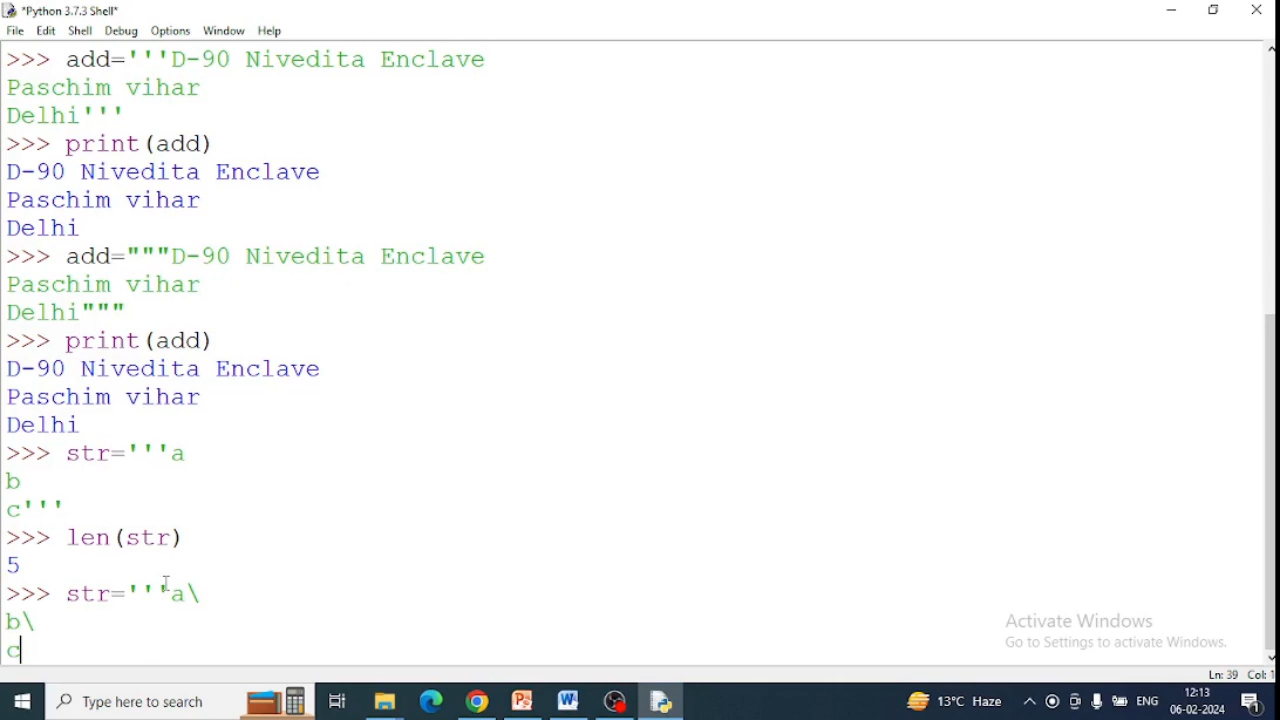 *Python 3.7.3 Shell*
File Edit Shell Debug Options Window Help
>>> add='''D-90 Nivedita Enclave
Paschim vihar
Delhi'''
>>> print(add)
D-90 Nivedita Enclave
Paschim vihar
Delhi
>>> add="""D-90 Nivedita Enclave
Paschim vihar
Delhi"""
>>> print(add)
D-90 Nivedita Enclave
Paschim vihar
Delhi
>>> str='''a
b
c'''
>>> len(str)
5
>>> str='''a\
b\
c
Activate Windows
Go to Settings to activate Windows.
Ln: 39 Col: 1
Type here to search
13°C Haze
ENG
12:13
06-02-2024
1